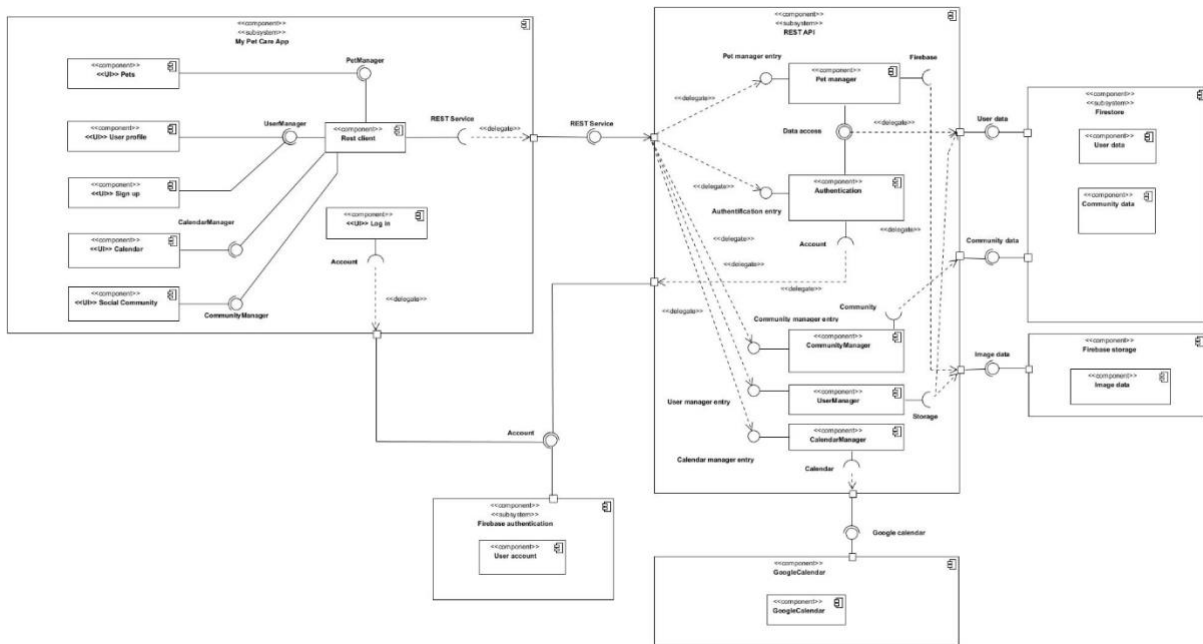 <<component>>
<<subsystem>>
My Pet Care App
<<component>>
<<UI>> Pets
PetManager
<<component>>
<<UI>> User profile
UserManager
<<component>>
Rest client
REST Service
<<delegate>>
REST Service
<<component>>
<<UI>> Sign up
CalendarManager
<<component>>
<<UI>> Log in
<<component>>
<<UI>> Calendar
Account
<<delegate>>
<<component>>
<<UI>> Social Community
CommunityManager
Account
<<component>>
<<subsystem>>
Firebase authentication
<<component>>
User account
<<component>>
<<subsystem>>
REST API
Pet manager entry
Firebase
<<component>>
Pet manager
<<delegate>>
Data access
<<delegate>>
<<component>>
Authentication
<<delegate>>
Authentification entry
Account
<<delegate>>
<<delegate>>
<<delegate>>
<<delegate>>
<<delegate>>
Community
Community manager entry
<<component>>
CommunityManager
<<component>>
UserManager
User manager entry
Storage
<<component>>
CalendarManager
Calendar manager entry
Calendar
Google calendar
<<component>>
GoogleCalendar
<<component>>
GoogleCalendar
User data
Community data
Image data
<<component>>
<<subsystem>>
Firestore
<<component>>
User data
<<component>>
Community data
<<component>>
Firebase storage
<<component>>
Image data